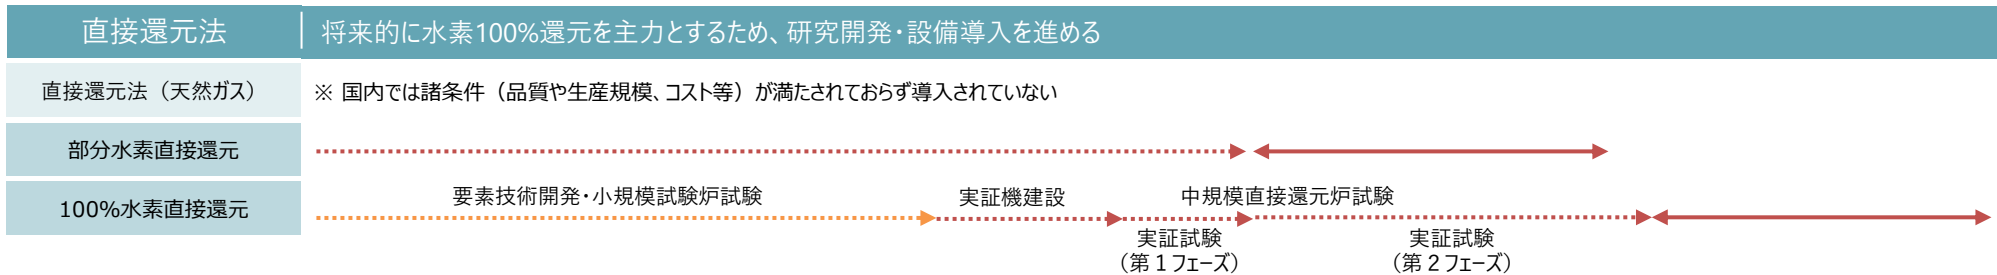 直接還元法
将来的に水素100%還元を主力とするため、研究開発・設備導入を進める
直接還元法（天然ガス）
※ 国内では諸条件（品質や生産規模、コスト等）が満たされておらず導入されていない
部分水素直接還元
100%水素直接還元
要素技術開発・小規模試験炉試験
実証機建設
中規模直接還元炉試験
実証試験
（第１フェーズ）
実証試験
（第２フェーズ）